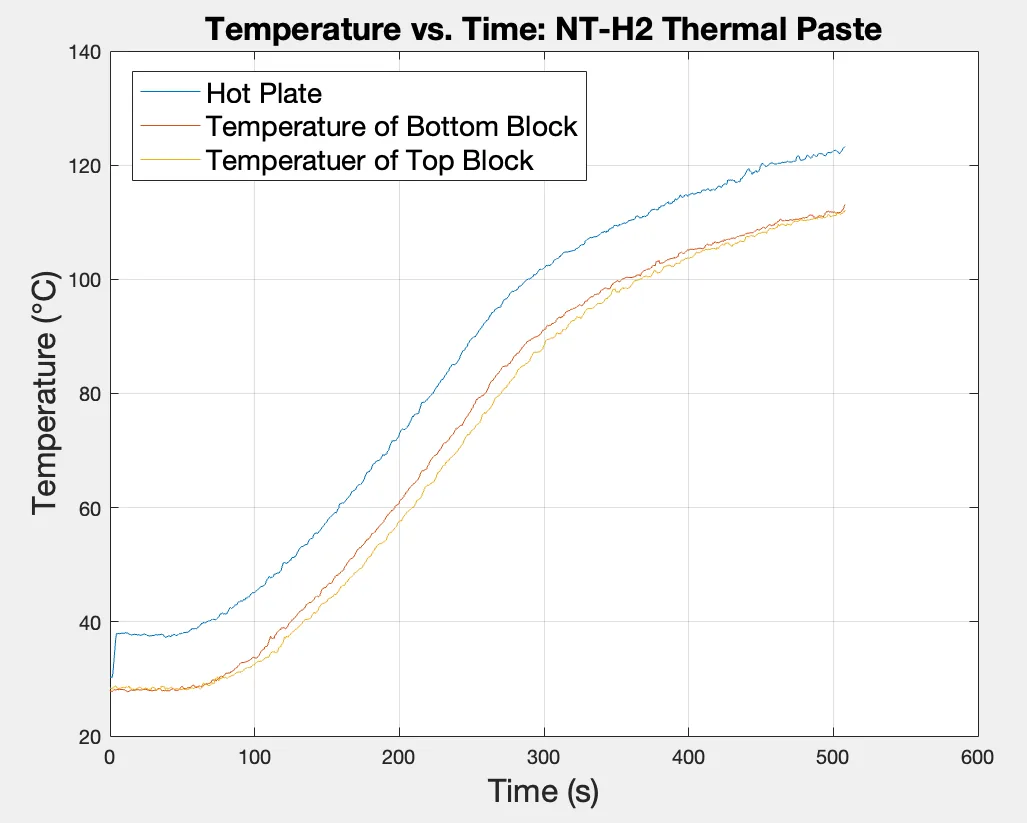 Temperature vs. Time: NT-H2 Thermal Paste
140
120
100
80
60
40
20
Hot Plate
Temperature of Bottom Block
Temperatuer of Top Block
Temperature (°C)
0 100 200 300 400 500 600
Time (s)